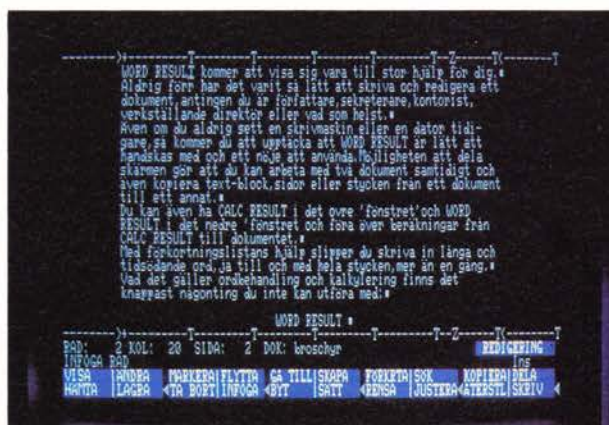 WORD RESULT kommer att visa sig vara till stor hjälp för dig.
Aldrig förr har det varit så lätt att skriva och redigera ett
dokument,antingen du är författare,sekreterare,kontorist,
verkställande direktör eller vad som helst.
Även om du aldrig sett en skrivmaskin eller en dator tidi-
gare,så kommer du att upptäcka att WORD RESULT är lätt att
handskas med och ett nöje att använda.Möjligheten att dela
skärmen gör att du kan arbeta med två dokument samtidigt och
även kopiera text-block,sidor eller stycken från ett dokument
till ett annat.
Du kan även ha CALC RESULT i det övre 'fönstret'och WORD
RESULT i det nedre 'fönstret och föra över beräkningar från
CALC RESULT till dokumentet.
Med förkortningslistans hjälp slipper du skriva in långa och
tidsödande ord,ja till och med hela stycken,mer än en gång.
Vad det gäller ordbehandling och kalkylering finns det
knappast någonting du inte kan utföra med:
WORD RESULT
RAD: 2 KOL: 20 SIDA: 2 DOK: broschyr REDIGERING
INFOGA RAD Ins
VISA ÄNDRA MARKERA FLYTTA GÅ TILL SKAPA FÖRKRTA SÖK KOPIERA DELA
HÄMTA LAGRA TA BORT INFOGA BYT SÄTT RENSA JUSTERA ÅTERSTL SKRIV